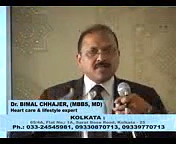 Dr. BIMAL CHHAJER, (MBBS, MD)
Heart care & lifestyle expert
KOLKATA :
Ph.: 033-24545981, 09330870713, 09339770713